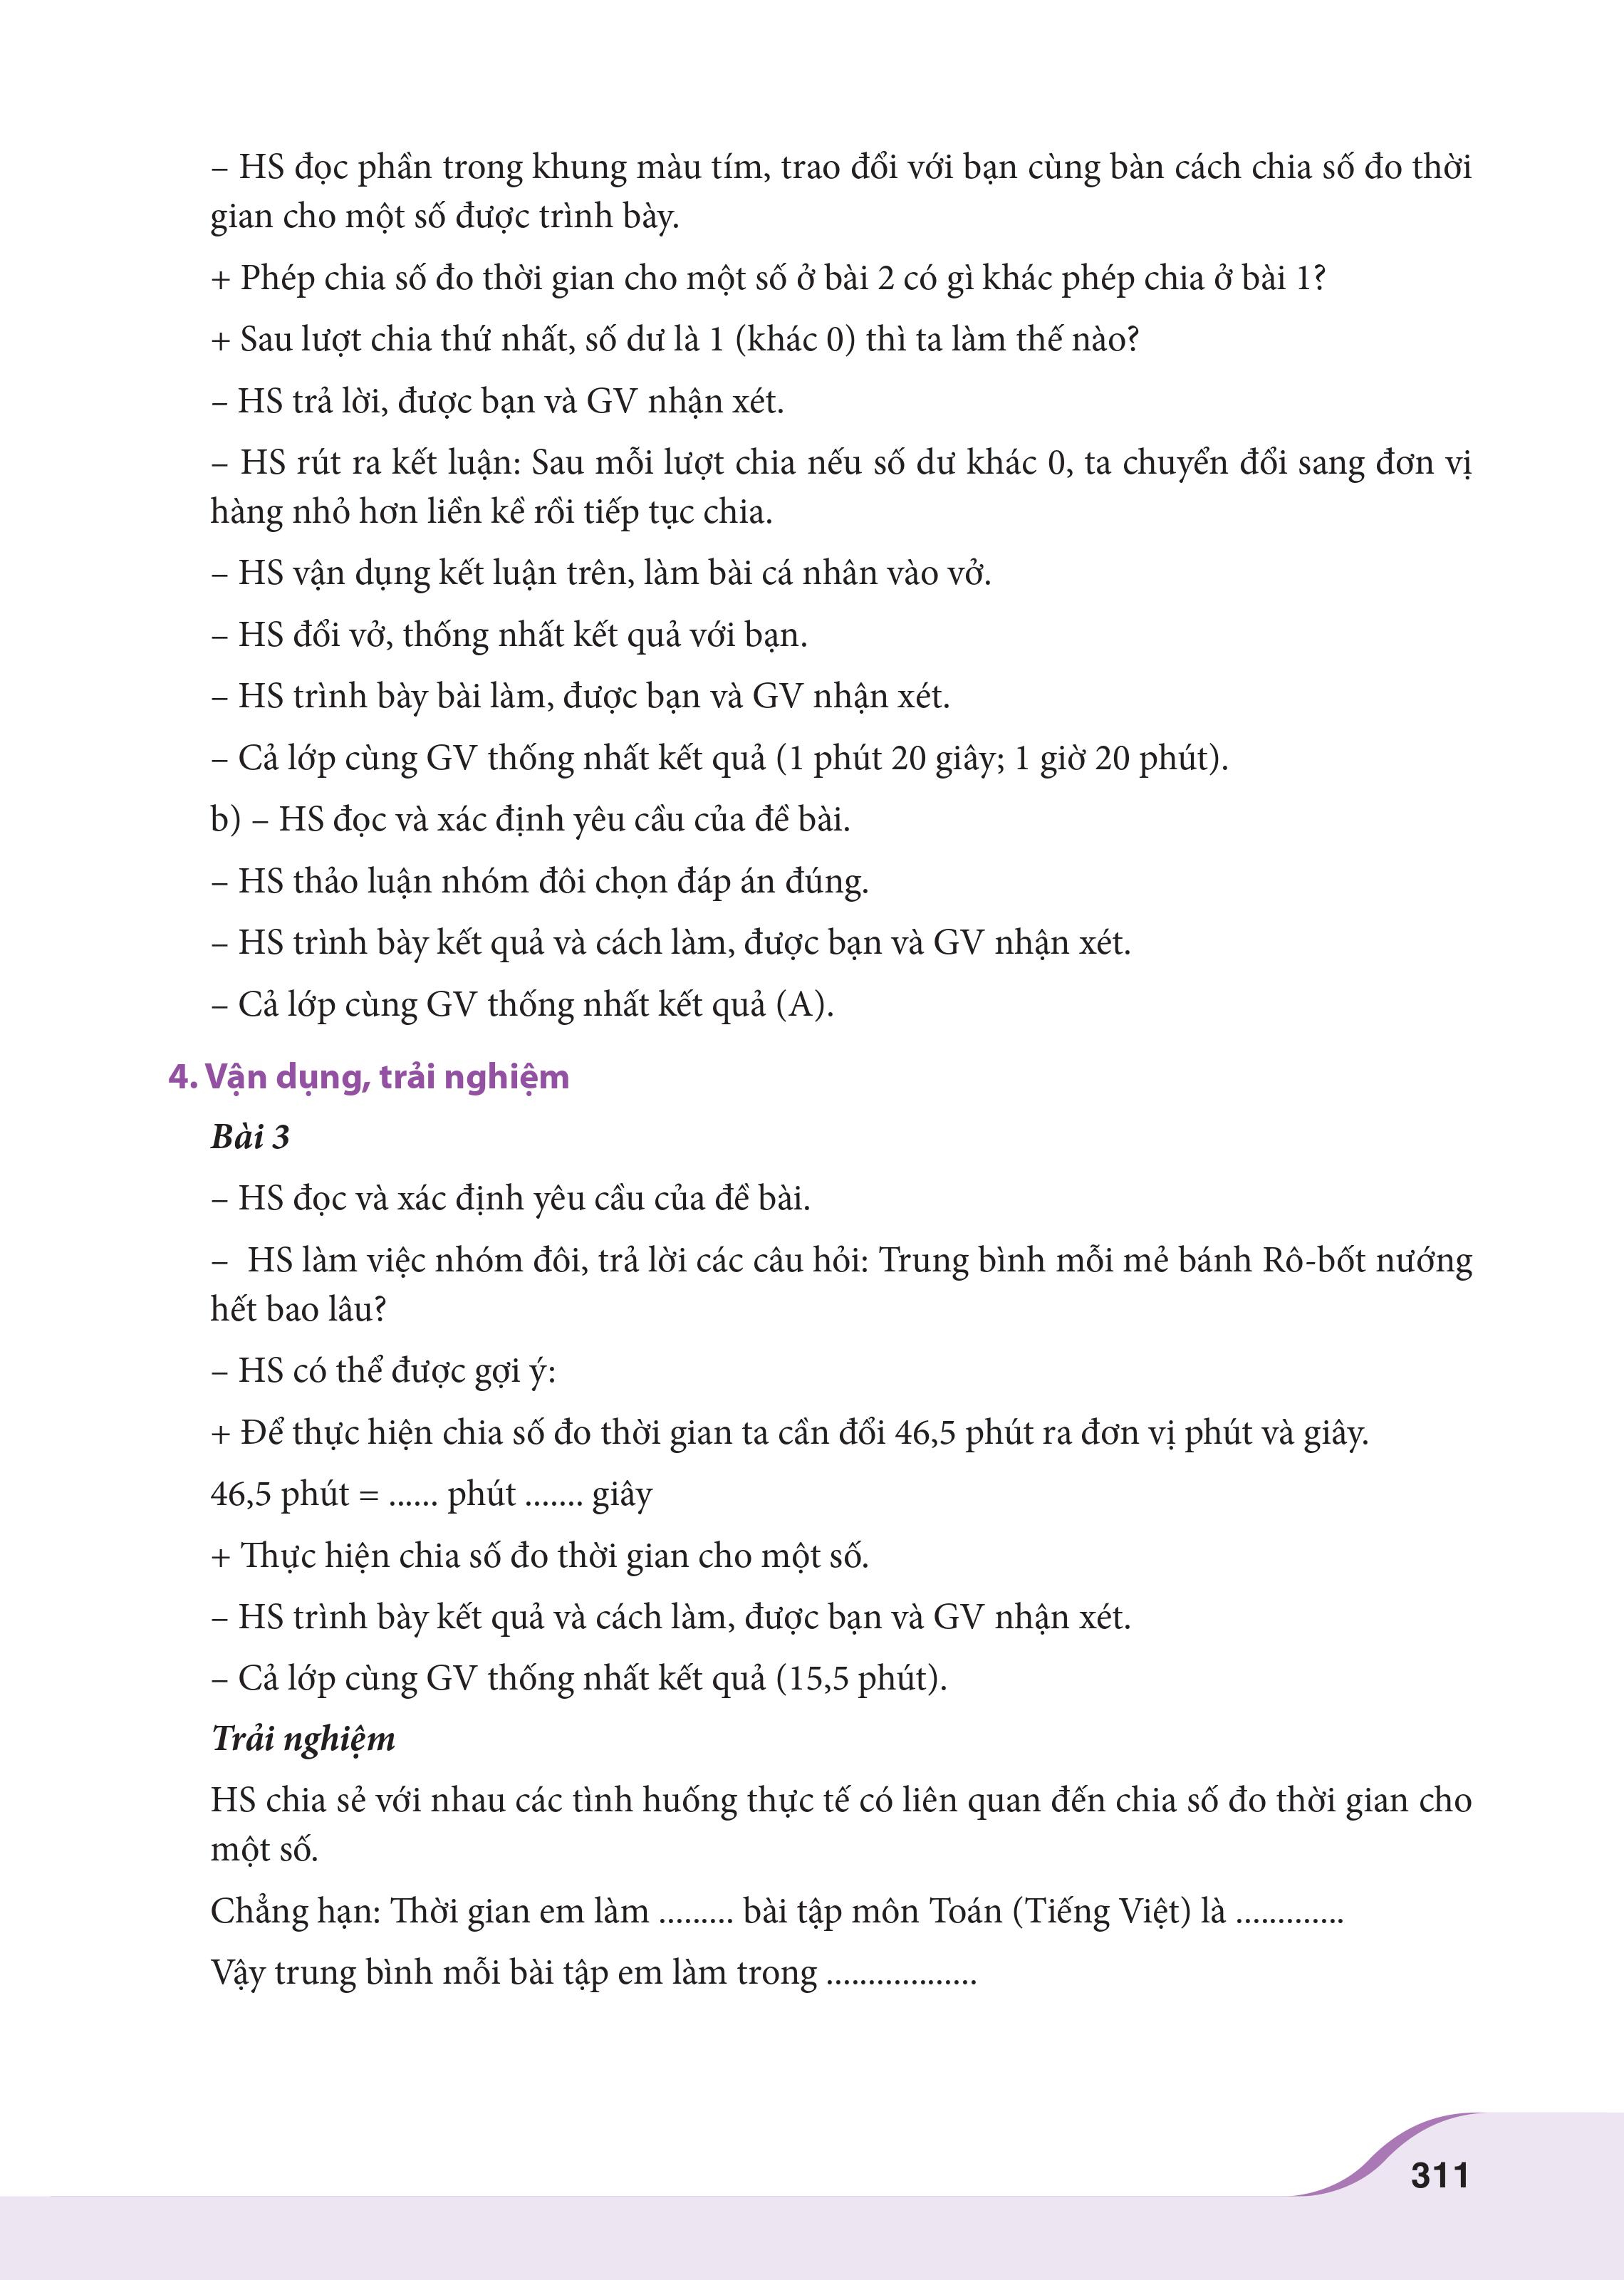 – HS đọc phần trong khung màu tím, trao đổi với bạn cùng bàn cách chia số đo thời
gian cho một số được trình bày.
+ Phép chia số đo thời gian cho một số ở bài 2 có gì khác phép chia ở bài 1?
+ Sau lượt chia thứ nhất, số dư là 1 (khác 0) thì ta làm thế nào?
– HS trả lời, được bạn và GV nhận xét.
– HS rút ra kết luận: Sau mỗi lượt chia nếu số dư khác 0, ta chuyển đổi sang đơn vị
hàng nhỏ hơn liền kề rồi tiếp tục chia.
– HS vận dụng kết luận trên, làm bài cá nhân vào vở.
– HS đổi vở, thống nhất kết quả với bạn.
– HS trình bày bài làm, được bạn và GV nhận xét.
– Cả lớp cùng GV thống nhất kết quả (1 phút 20 giây; 1 giờ 20 phút).
b) – HS đọc và xác định yêu cầu của đề bài.
– HS thảo luận nhóm đôi chọn đáp án đúng.
– HS trình bày kết quả và cách làm, được bạn và GV nhận xét.
– Cả lớp cùng GV thống nhất kết quả (A).
4. Vận dụng, trải nghiệm
Bài 3
– HS đọc và xác định yêu cầu của đề bài.
– HS làm việc nhóm đôi, trả lời các câu hỏi: Trung bình mỗi mẻ bánh Rô-bốt nướng
hết bao lâu?
– HS có thể được gợi ý:
+ Để thực hiện chia số đo thời gian ta cần đổi 46,5 phút ra đơn vị phút và giây.
46,5 phút = ...... phút ....... giây
+ Thực hiện chia số đo thời gian cho một số.
– HS trình bày kết quả và cách làm, được bạn và GV nhận xét.
– Cả lớp cùng GV thống nhất kết quả (15,5 phút).
Trải nghiệm
HS chia sẻ với nhau các tình huống thực tế có liên quan đến chia số đo thời gian cho
một số.
Chẳng hạn: Thời gian em làm ......... bài tập môn Toán (Tiếng Việt) là .............
Vậy trung bình mỗi bài tập em làm trong ..................
311